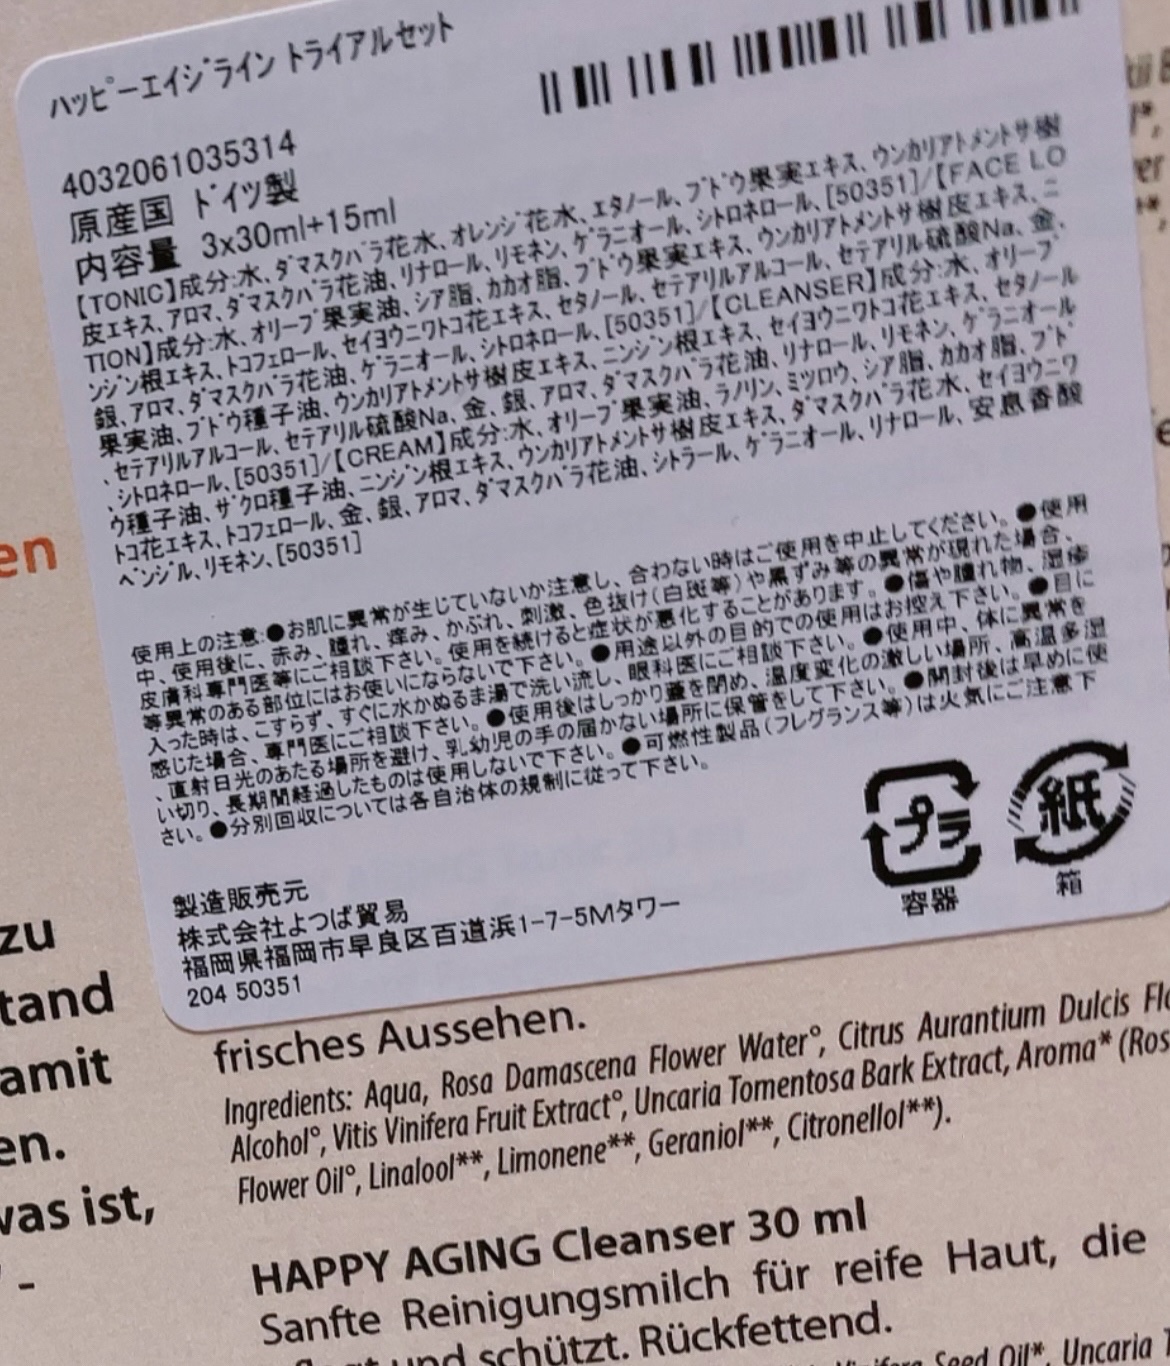 ハッピーエイジライン トライアルセット
4032061035314
原産国 ドイツ製
内容量 3x30ml+15ml
【TONIC】成分:水、ダマスクバラ花水、オレンジ花水、エタノール、ブドウ果実エキス、ウンカリアトメントサ樹
皮エキス、アロマ、ダマスクバラ花油、リナロール、リモネン、ゲラニオール、シトロネロール、[50351]/【FACE LO
TION】成分:水、オリーブ果実油、シア脂、カカオ脂、ブドウ果実エキス、ウンカリアトメントサ樹皮エキス、ニ
ンジン根エキス、トコフェロール、セイヨウニワトコ花エキス、セタノール、セテアリルアルコール、セテアリル硫酸Na、金、
銀、アロマ、ダマスクバラ花油、ゲラニオール、シトロネロール、[50351]/【CLEANSER】成分:水、オリーブ
果実油、ブドウ種子油、ウンカリアトメントサ樹皮エキス、ニンジン根エキス、セイヨウニワトコ花エキス、セタノール
、セテアリルアルコール、セテアリル硫酸Na、金、銀、アロマ、ダマスクバラ花油、リナロール、リモネン、ゲラニオール
、シトロネロール、[50351]/【CREAM】成分:水、オリーブ果実油、ラノリン、ミツロウ、シア脂、カカオ脂、ブド
ウ種子油、ザクロ種子油、ニンジン根エキス、ウンカリアトメントサ樹皮エキス、ダマスクバラ花水、セイヨウニワ
トコ花エキス、トコフェロール、金、銀、アロマ、ダマスクバラ花油、シトラール、ゲラニオール、リナロール、安息香酸
ベンジル、リモネン、[50351]
使用上の注意:●お肌に異常が生じていないか注意し、合わない時はご使用を中止してください。●使用
中、使用後に、赤み、腫れ、痒み、かぶれ、刺激、色抜け(白斑等)や黒ずみ等の異常が現れた場合、
皮膚科専門医等にご相談下さい。使用を続けると症状が悪化することがあります。●傷や腫れ物、湿疹
等異常のある部位にはお使いにならないで下さい。●用途以外の目的での使用はお控え下さい。●目に
入った時は、こすらず、すぐに水かぬるま湯で洗い流し、眼科医にご相談下さい。●使用中、体に異常を
感じた場合、専門医にご相談下さい。●使用後はしっかり蓋を閉め、温度変化の激しい場所、高温多湿
、直射日光のあたる場所を避け、乳幼児の手の届かない場所に保管をして下さい。●開封後は早めに使
い切り、長期間経過したものは使用しないで下さい。●可燃性製品(フレグランス等)は火気にご注意下
さい。●分別回収については各自治体の規制に従って下さい。
プラ
容器
紙
箱
製造販売元
株式会社よつば貿易
福岡県福岡市早良区百道浜1-7-5Mタワー
204 50351
en
zu
tand
amit
en.
was ist,
-
frisches Aussehen.
Ingredients: Aqua, Rosa Damascena Flower Water°, Citrus Aurantium Dulcis Flo
Alcohol°, Vitis Vinifera Fruit Extract°, Uncaria Tomentosa Bark Extract, Aroma* (Ros
Flower Oil°, Linalool**, Limonene**, Geraniol**, Citronellol**).
HAPPY AGING Cleanser 30 ml
Sanfte Reinigungsmilch für reife Haut, die
und schützt. Rückfettend.
Seed Oil*, Uncaria T